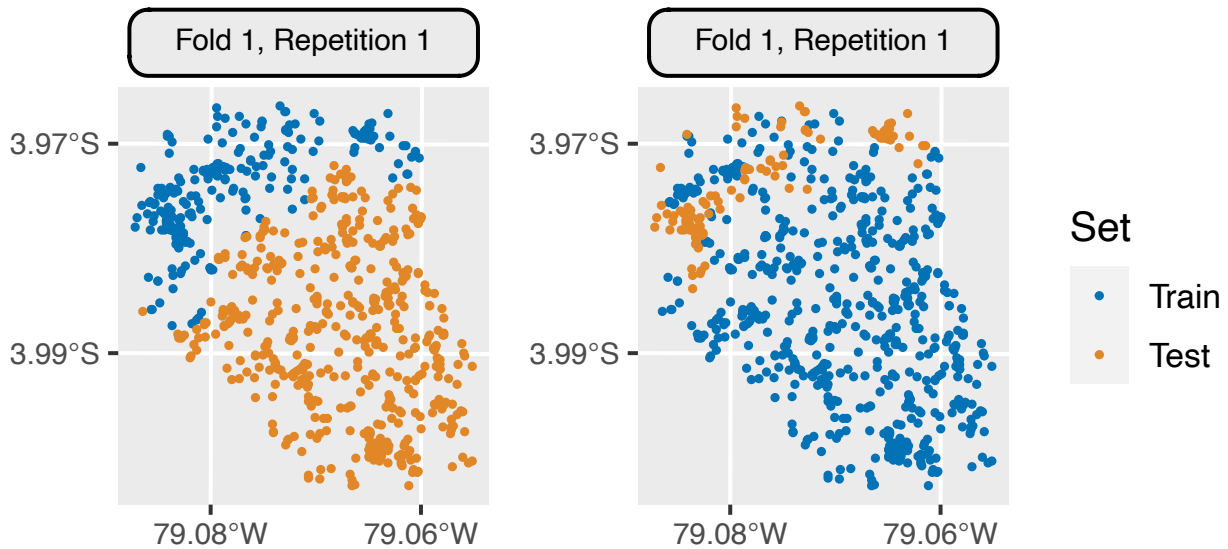 Fold 1, Repetition 1
Fold 1, Repetition 1
3.97°S
3.99°S
79.08°W
79.06°W
3.97°S
3.99°S
79.08°W
79.06°W
Set
Train
Test